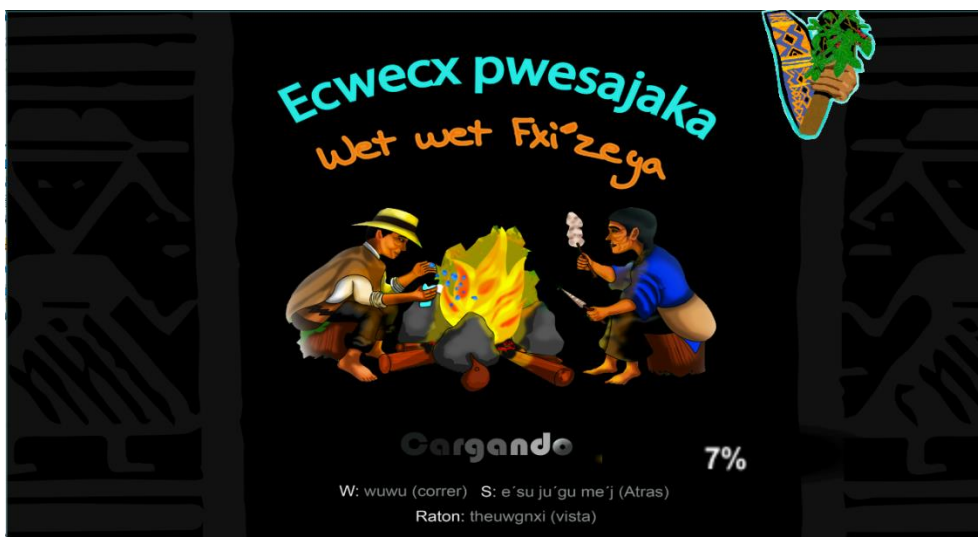 Ecwecx pwesajaka
Wet wet Fxi'zeya
Cargando
7%
W: wuwu (correr) S: e´su ju´gu me´j (Atras)
Raton: theuwgnxi (vista)